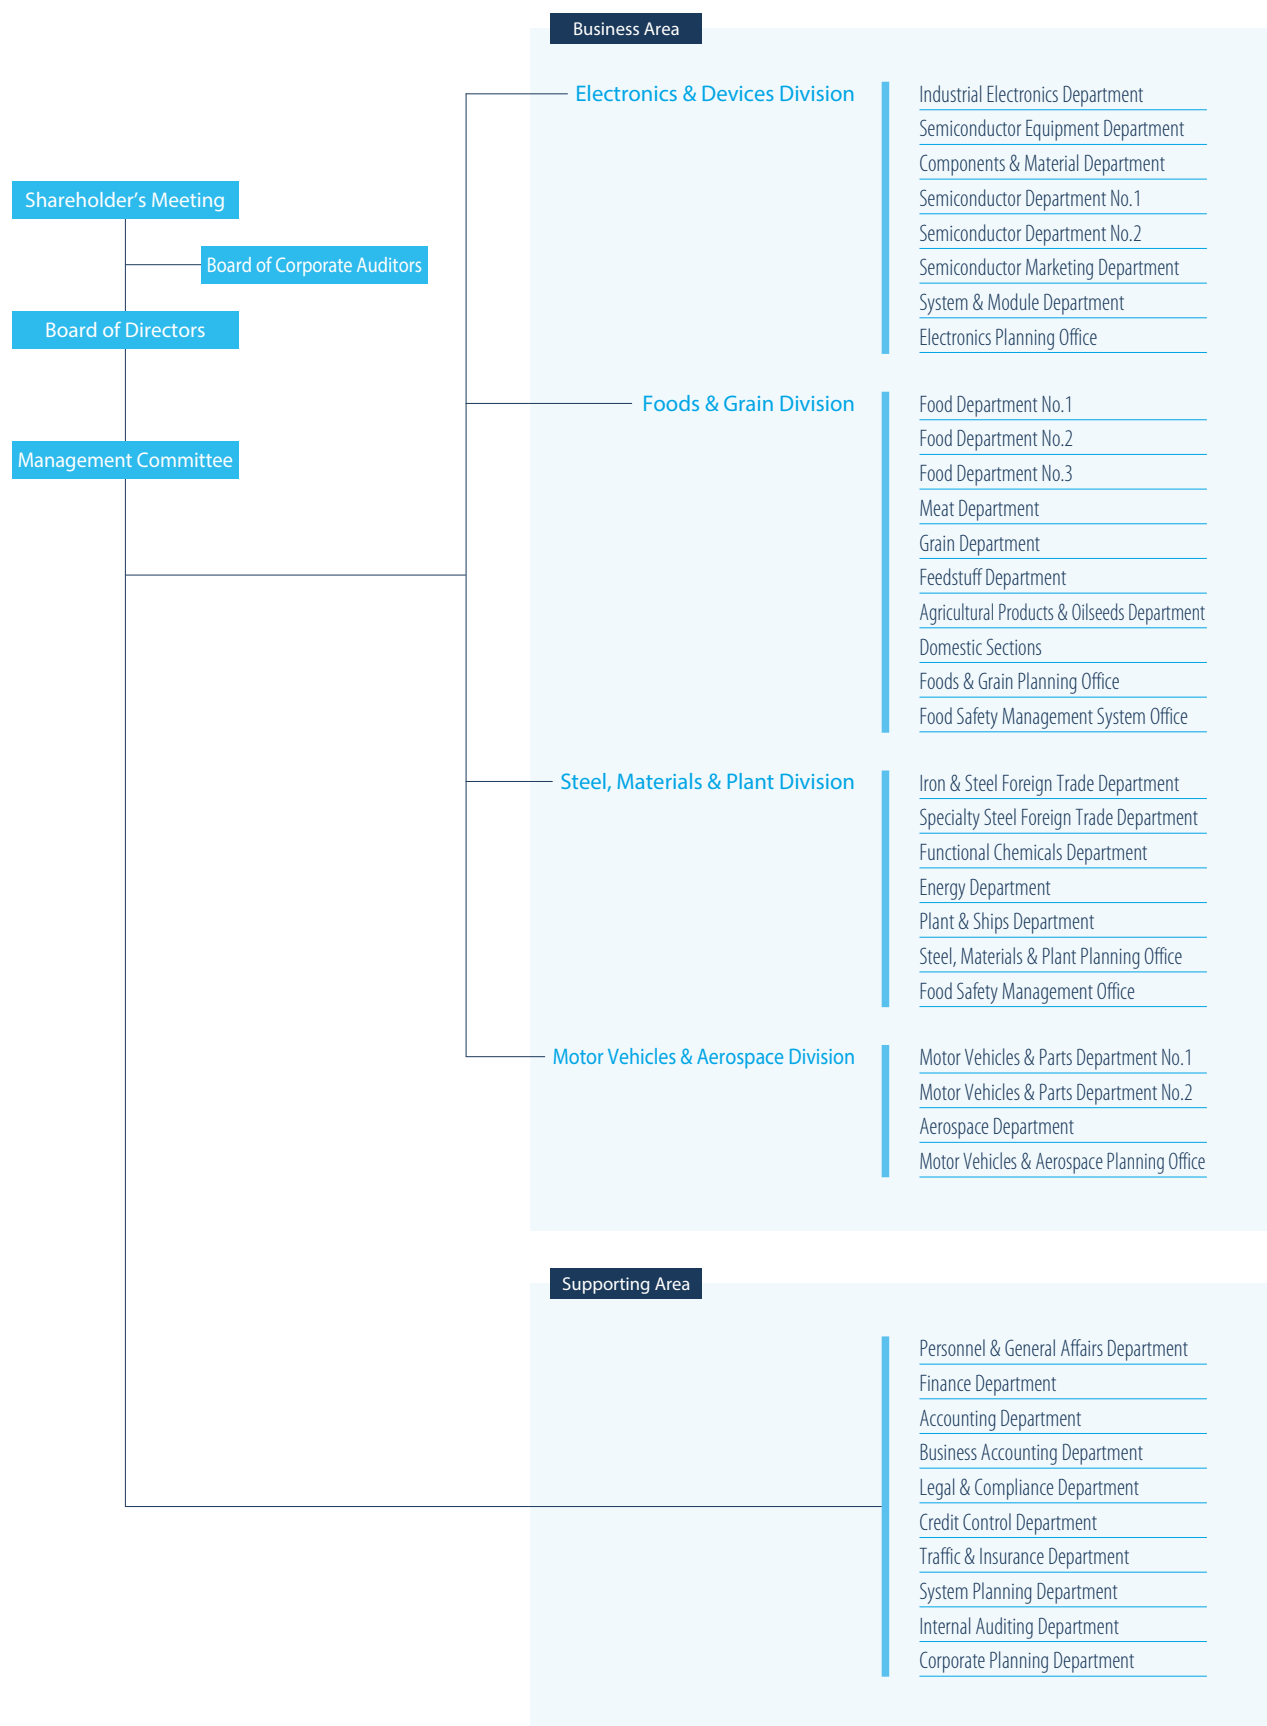 Shareholder's Meeting
Board of Corporate Auditors
Board of Directors
Management Committee
Business Area
Electronics & Devices Division
Industrial Electronics Department
Semiconductor Equipment Department
Components & Material Department
Semiconductor Department No.1
Semiconductor Department No.2
Semiconductor Marketing Department
System & Module Department
Electronics Planning Office
Foods & Grain Division
Food Department No.1
Food Department No.2
Food Department No.3
Meat Department
Grain Department
Feedstuff Department
Agricultural Products & Oilseeds Department
Domestic Sections
Foods & Grain Planning Office
Food Safety Management System Office
Steel, Materials & Plant Division
Iron & Steel Foreign Trade Department
Specialty Steel Foreign Trade Department
Functional Chemicals Department
Energy Department
Plant & Ships Department
Steel, Materials & Plant Planning Office
Food Safety Management Office
Motor Vehicles & Aerospace Division
Motor Vehicles & Parts Department No.1
Motor Vehicles & Parts Department No.2
Aerospace Department
Motor Vehicles & Aerospace Planning Office
Supporting Area
Personnel & General Affairs Department
Finance Department
Accounting Department
Business Accounting Department
Legal & Compliance Department
Credit Control Department
Traffic & Insurance Department
System Planning Department
Internal Auditing Department
Corporate Planning Department